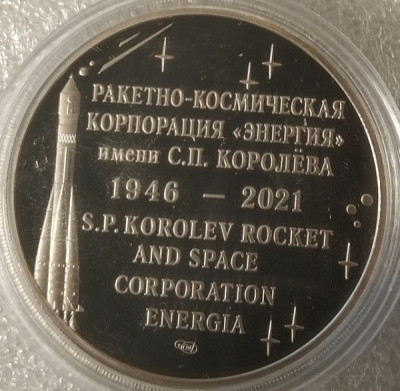 РАКЕТНО-КОСМИЧЕСКАЯ
КОРПОРАЦИЯ «ЭНЕРГИЯ»
имени С.П. КОРОЛЁВА
1946 – 2021
S.P. KOROLEV ROCKET
AND SPACE
CORPORATION
ENERGIA